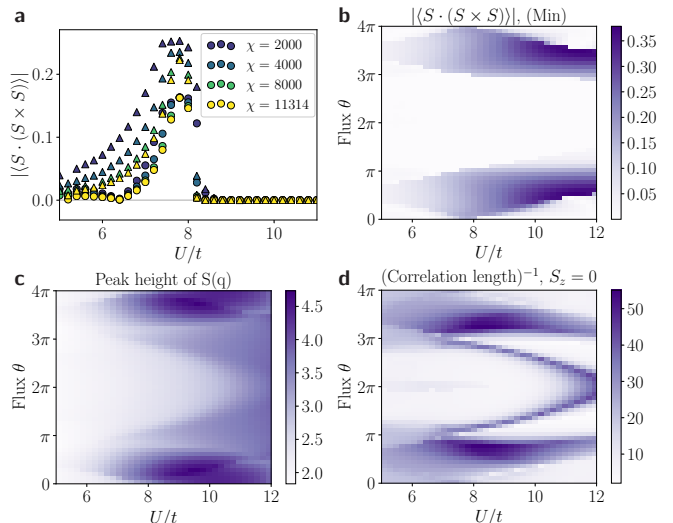 a
|⟨S · (S × S)⟩|
0.2
0.1
0.0
6
8
10
U/t
χ = 2000
χ = 4000
χ = 8000
χ = 11314
b
|⟨S · (S × S)⟩|, (Min)
Flux θ
4π
3π
2π
π
0
6
8
10
12
U/t
0.35
0.30
0.25
0.20
0.15
0.10
0.05
c
Peak height of S(q)
Flux θ
4π
3π
2π
π
0
6
8
10
12
U/t
4.5
4.0
3.5
3.0
2.5
2.0
d
(Correlation length)⁻¹, S_z = 0
Flux θ
4π
3π
2π
π
0
6
8
10
12
U/t
50
40
30
20
10